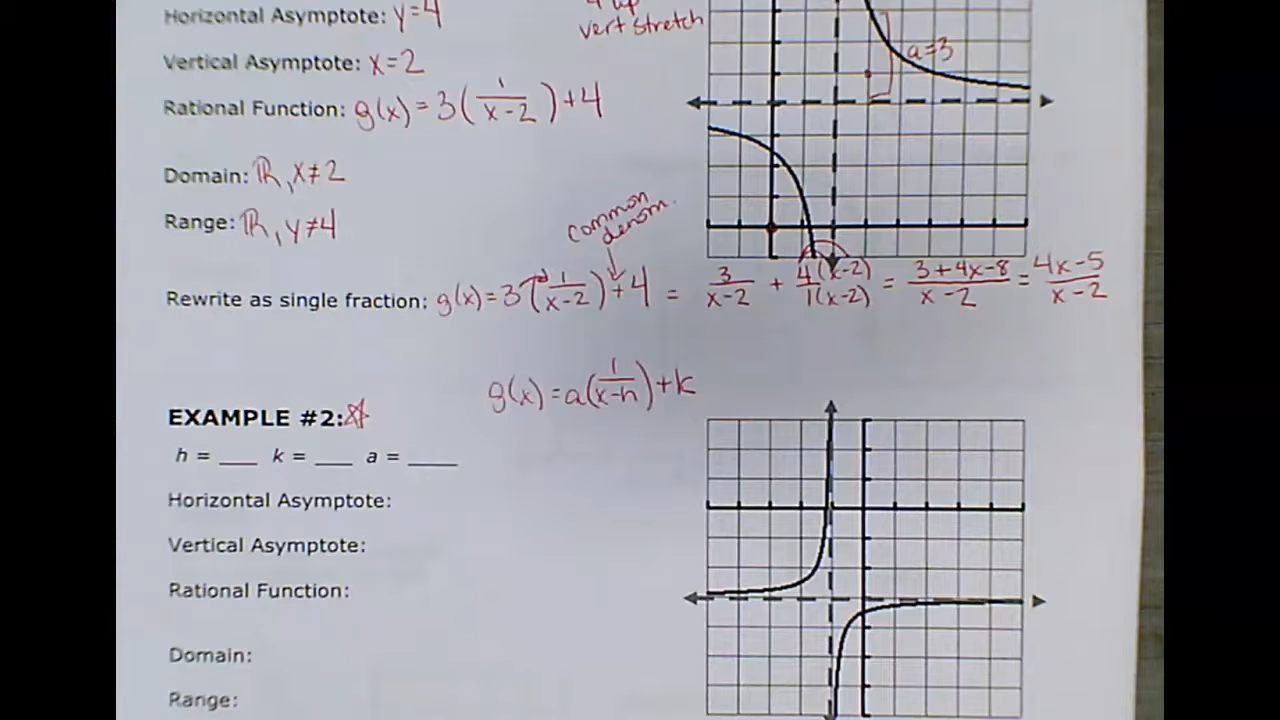 Horizontal Asymptote: y=4
vert stretch
a=3
Vertical Asymptote: x=2
Rational Function: g(x)=3(1/(x-2))+4
Domain: ℝ, x≠2
Range: ℝ, y≠4
common
denom.
Rewrite as single fraction: g(x)=3(1/(x-2))+4 = 3/(x-2) + 4(x-2)/1(x-2) = (3+4x-8)/(x-2) = (4x-5)/(x-2)
g(x)=a(1/(x-h))+k
EXAMPLE #2:
h = ___ k = ___ a = ____
Horizontal Asymptote:
Vertical Asymptote:
Rational Function:
Domain:
Range: